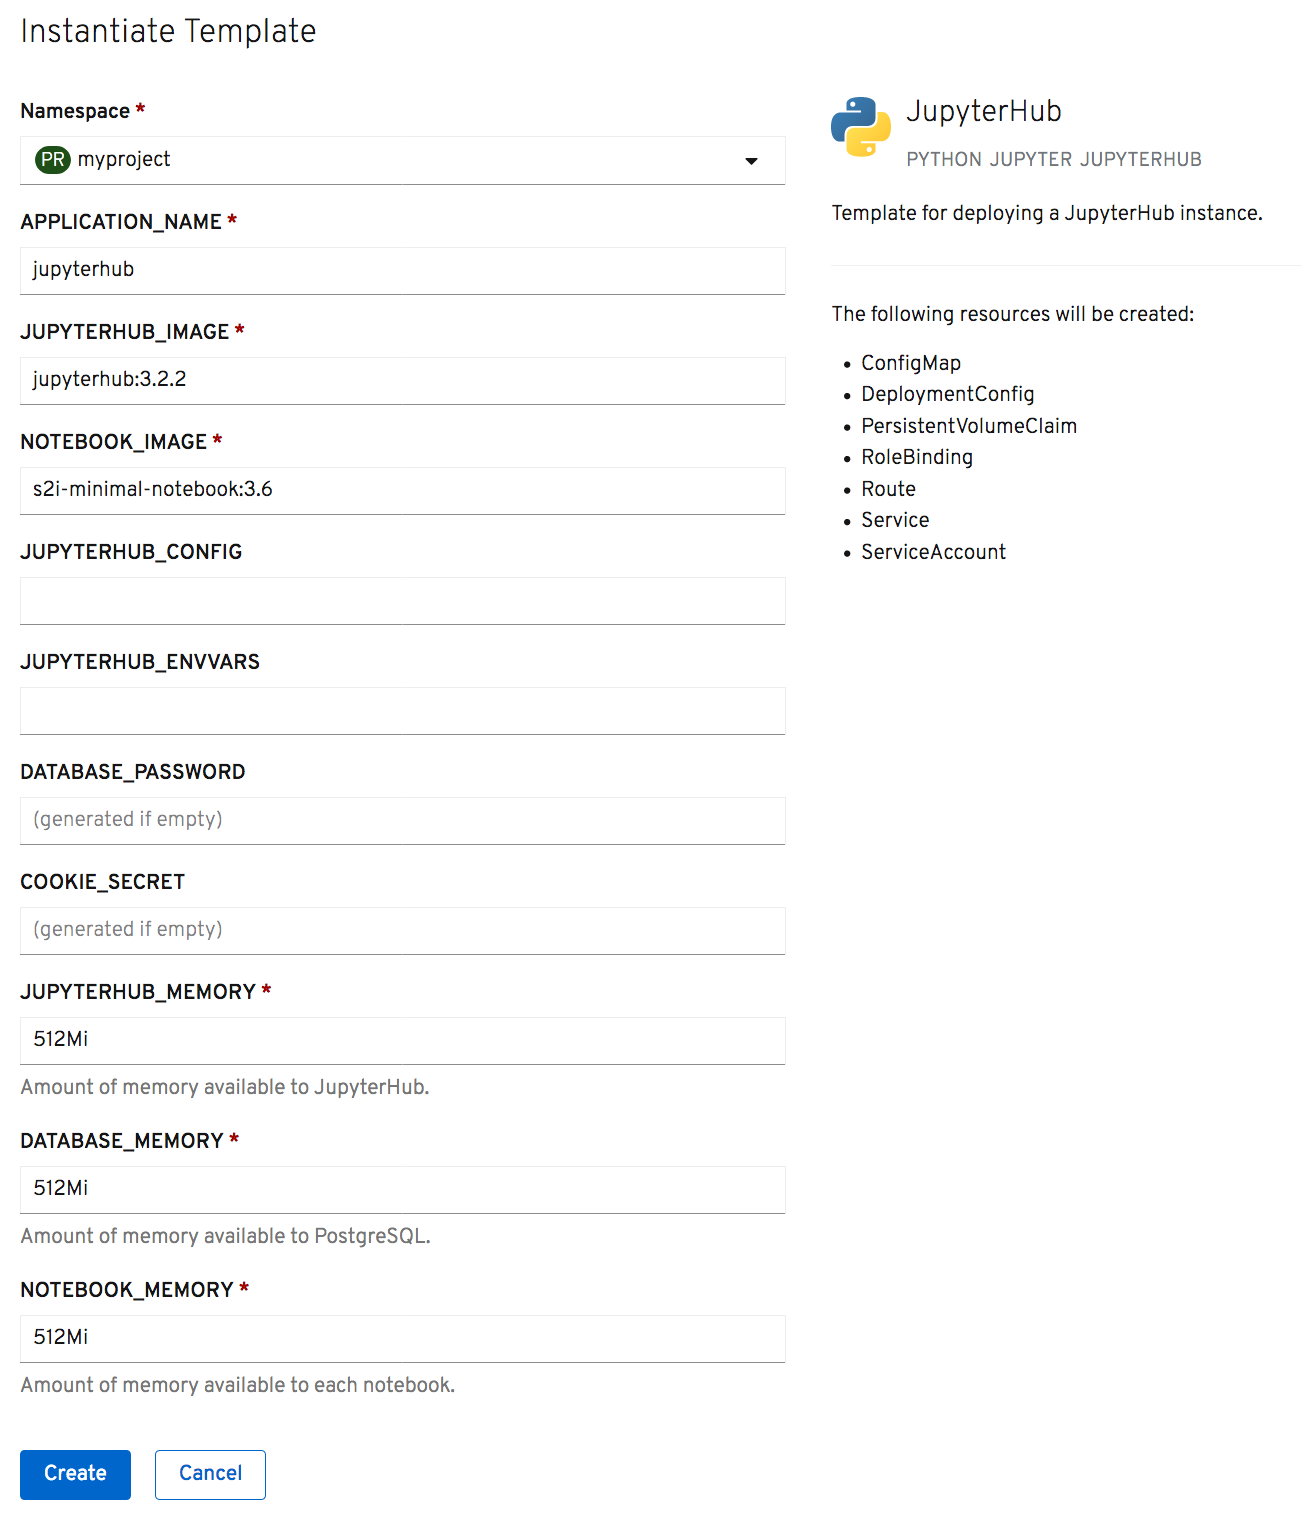 Instantiate Template
Namespace *
PR myproject
APPLICATION_NAME *
jupyterhub
JUPYTERHUB_IMAGE *
jupyterhub:3.2.2
NOTEBOOK_IMAGE *
s2i-minimal-notebook:3.6
JUPYTERHUB_CONFIG
JUPYTERHUB_ENVVARS
DATABASE_PASSWORD
(generated if empty)
COOKIE_SECRET
(generated if empty)
JUPYTERHUB_MEMORY *
512Mi
Amount of memory available to JupyterHub.
DATABASE_MEMORY *
512Mi
Amount of memory available to PostgreSQL.
NOTEBOOK_MEMORY *
512Mi
Amount of memory available to each notebook.
Create
Cancel
JupyterHub
PYTHON JUPYTER JUPYTERHUB
Template for deploying a JupyterHub instance.
The following resources will be created:
• ConfigMap
• DeploymentConfig
• PersistentVolumeClaim
• RoleBinding
• Route
• Service
• ServiceAccount